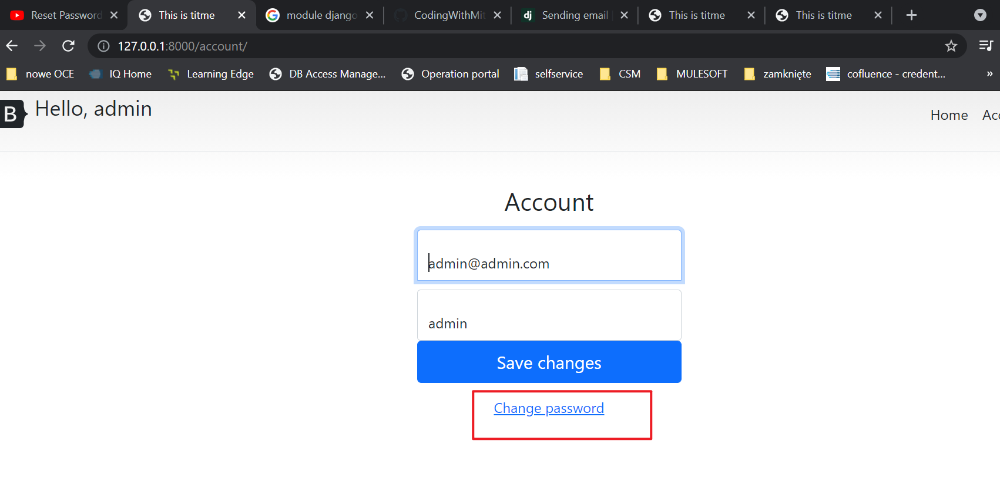 Reset Password
This is titme
module django
CodingWithMit
Sending email
This is titme
This is titme
127.0.0.1:8000/account/
nowe OCE
IQ Home
Learning Edge
DB Access Manage...
Operation portal
selfservice
CSM
MULESOFT
zamknięte
cofluence - credent...
»
B
Hello, admin
Home
Acc
Account
admin@admin.com
admin
Save changes
Change password